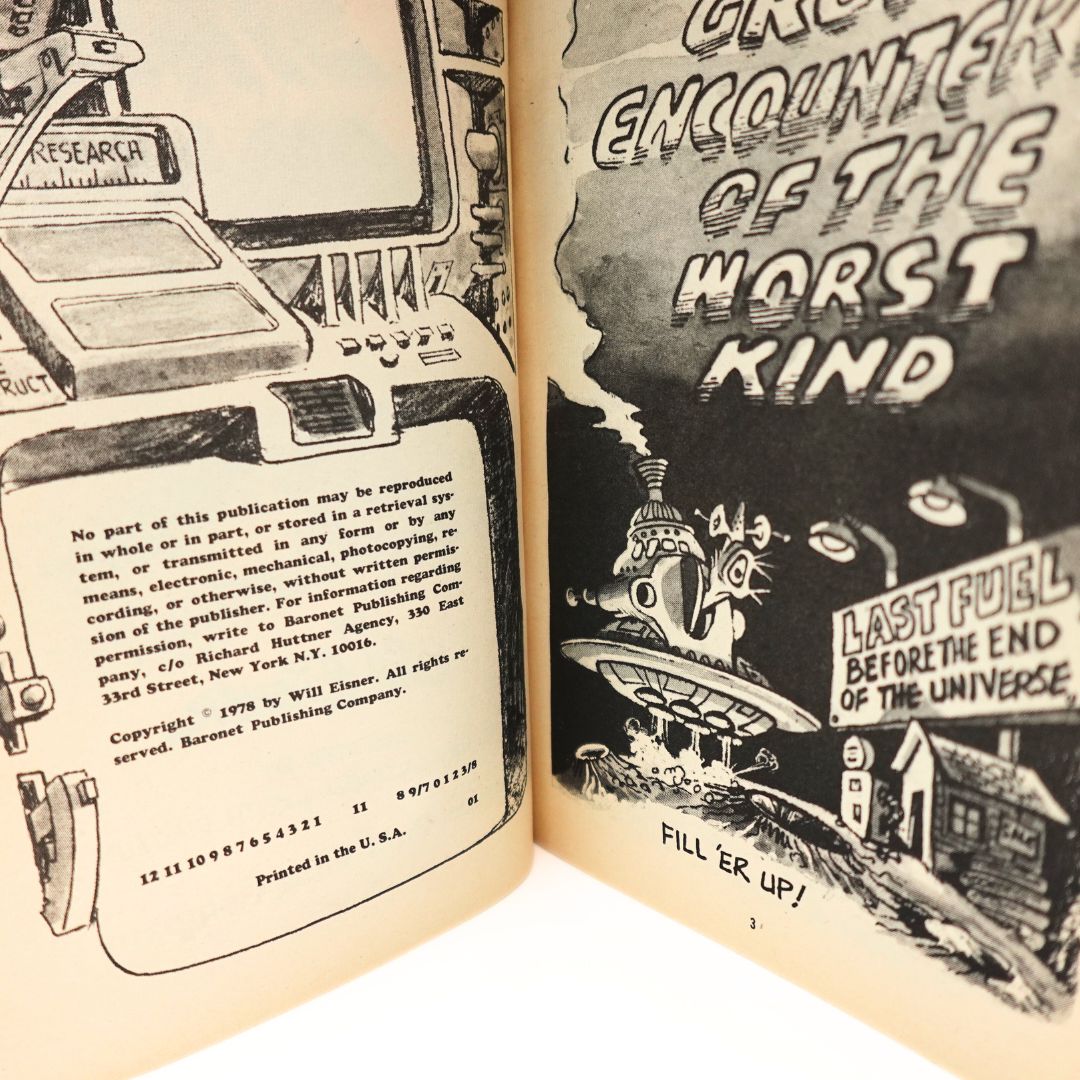 RESEARCH
No part of this publication may be reproduced
in whole or in part, or stored in a retrieval sys-
tem, or transmitted in any form or by any
means, electronic, mechanical, photocopying, re-
cording, or otherwise, without written permis-
sion of the publisher. For information regarding
permission, write to Baronet Publishing Com-
pany, c/o Richard Huttner Agency, 330 East
33rd Street, New York N.Y. 10016.
Copyright © 1978 by Will Eisner. All rights re-
served. Baronet Publishing Company.
12 11 10 9 8 7 6 5 4 3 2 1 11 8 9/7 0 1 2 3/8
01
Printed in the U. S. A.
ENCOUNTER
OF THE
WORST
KIND
LAST FUEL
BEFORE THE END
OF THE UNIVERSE
FILL 'ER UP!
3